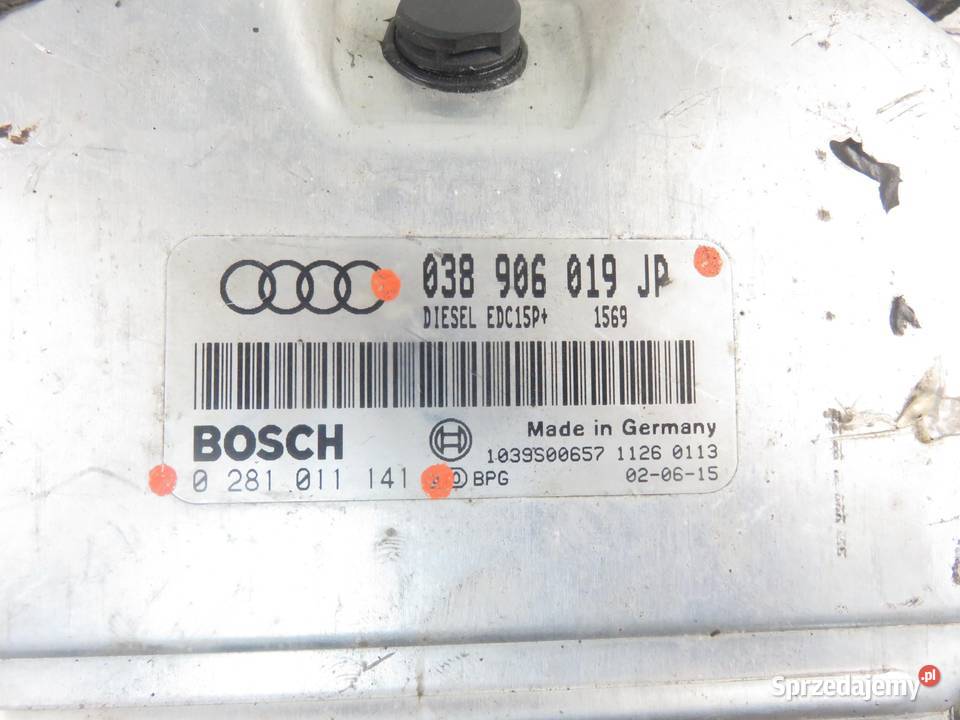 038 906 019 JP
DIESEL EDC15P+ 1569
BOSCH
Made in Germany
1039S00657 1126 0113
0 281 011 141 BPG 02-06-15
Sprzedajemy.pl